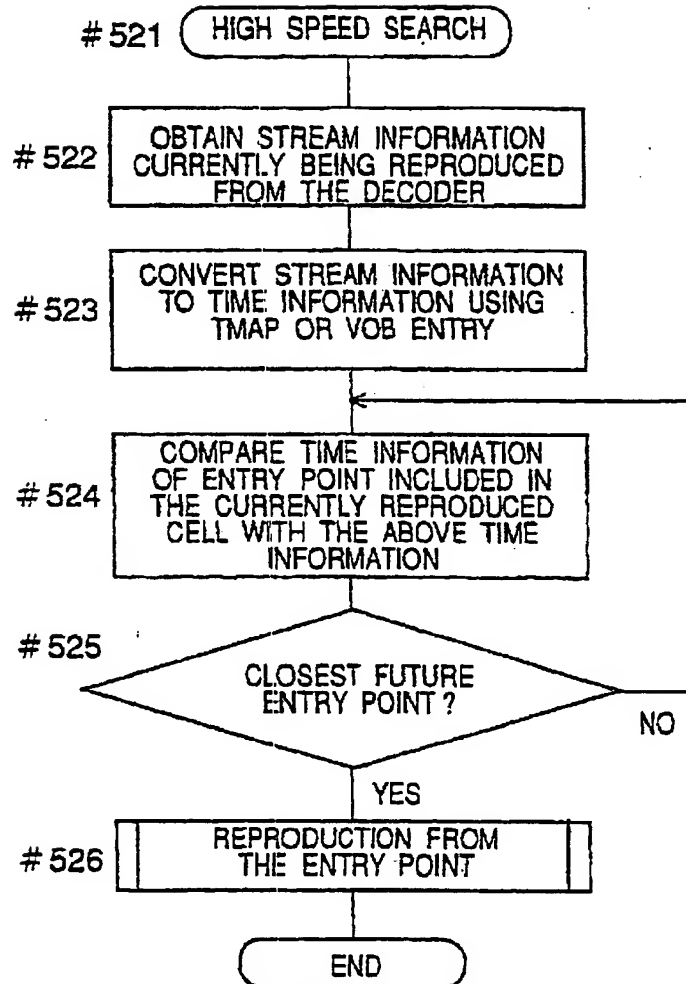 #521 HIGH SPEED SEARCH
#522 OBTAIN STREAM INFORMATION
CURRENTLY BEING REPRODUCED
FROM THE DECODER
#523 CONVERT STREAM INFORMATION
TO TIME INFORMATION USING
TMAP OR VOB ENTRY
#524 COMPARE TIME INFORMATION
OF ENTRY POINT INCLUDED IN
THE CURRENTLY REPRODUCED
CELL WITH THE ABOVE TIME
INFORMATION
#525 CLOSEST FUTURE
ENTRY POINT?
NO
YES
#526 REPRODUCTION FROM
THE ENTRY POINT
END